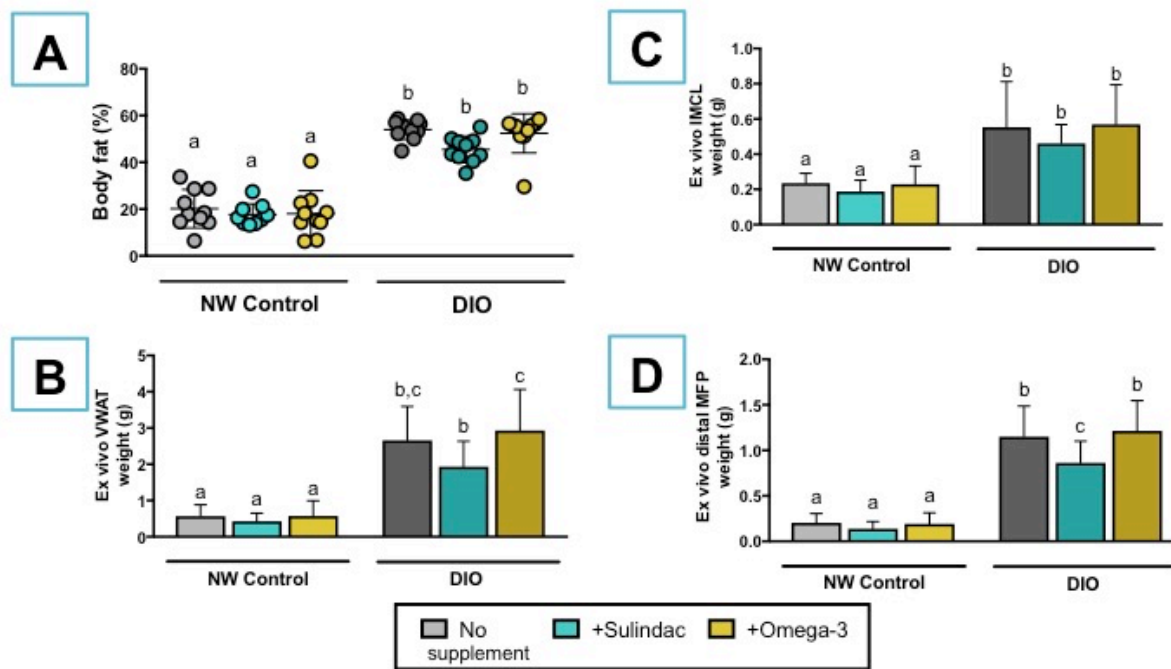 A
Body fat (%)
80
60
40
20
0
a
a
a
b
b
b
NW Control
DIO
B
Ex vivo VWAT
weight (g)
5
4
3
2
1
0
a
a
a
b,c
b
c
NW Control
DIO
C
Ex vivo IMCL
weight (g)
1.0
0.8
0.6
0.4
0.2
0.0
a
a
a
b
b
b
NW Control
DIO
D
Ex vivo distal MFP
weight (g)
2.0
1.5
1.0
0.5
0.0
a
a
a
b
c
b
NW Control
DIO
No
supplement
+Sulindac
+Omega-3